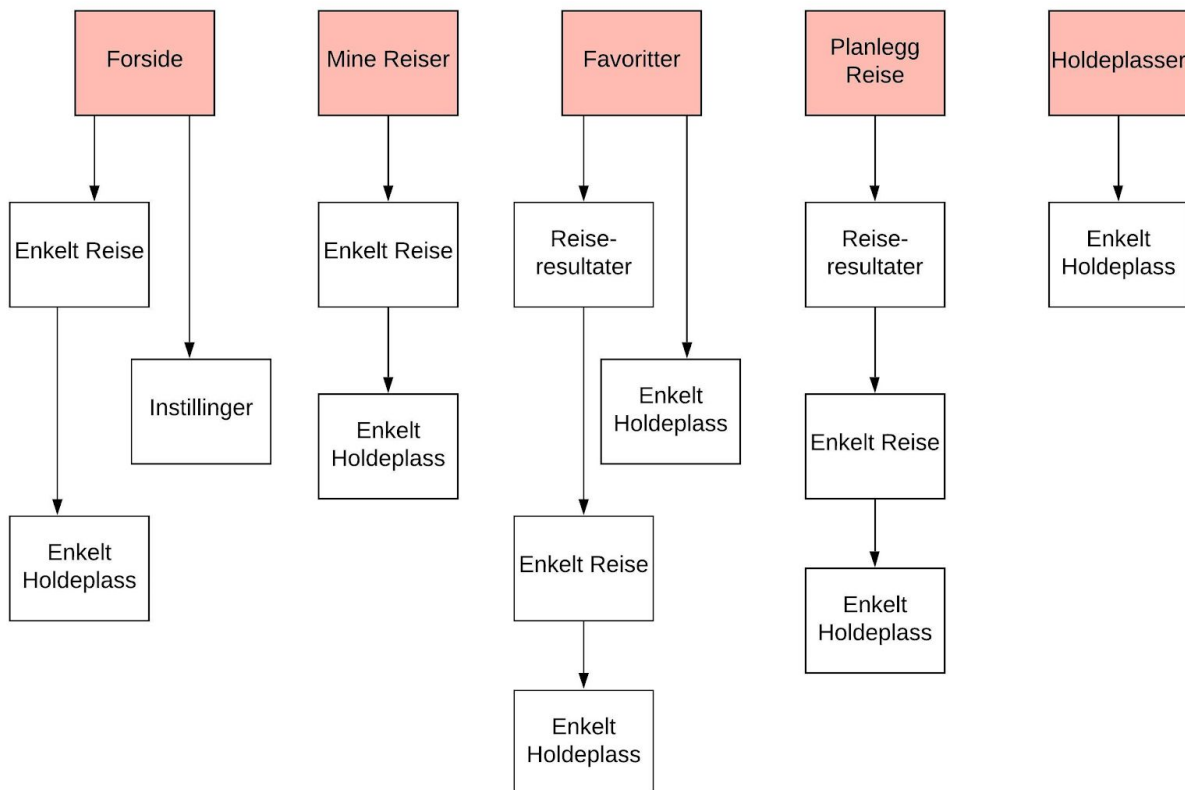 Forside
Mine Reiser
Favoritter
Planlegg
Reise
Holdeplasser
Enkelt Reise
Enkelt Reise
Reise-
resultater
Reise-
resultater
Enkelt
Holdeplass
Instillinger
Enkelt
Holdeplass
Enkelt
Holdeplass
Enkelt Reise
Enkelt
Holdeplass
Enkelt Reise
Enkelt
Holdeplass
Enkelt
Holdeplass